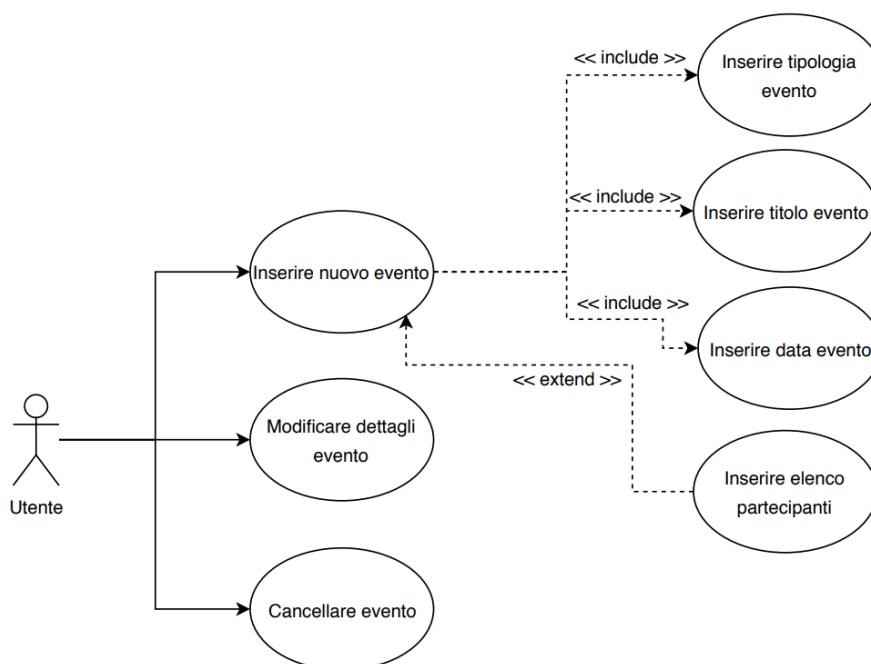 << include >>
Inserire tipologia
evento
<< include >>
Inserire titolo evento
Inserire nuovo evento
<< include >>
Inserire data evento
<< extend >>
Modificare dettagli
evento
Inserire elenco
partecipanti
Utente
Cancellare evento